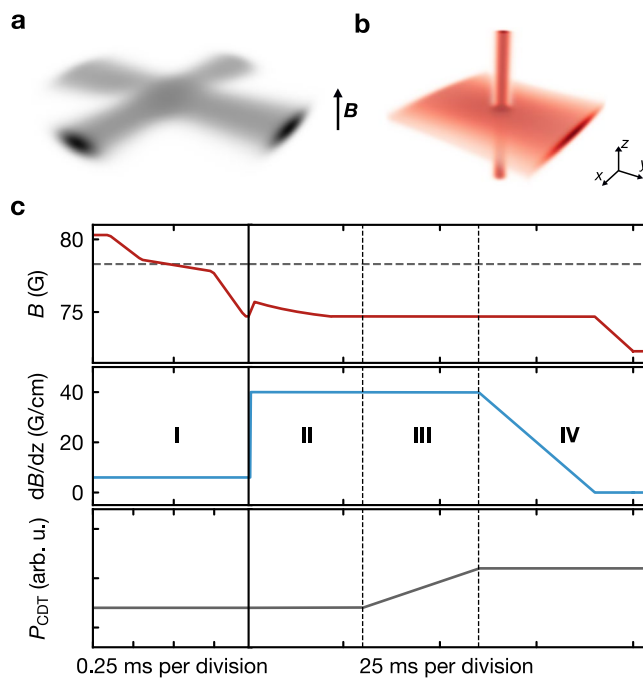 a
b
B
z
x
y
c
80
75
B (G)
40
20
0
dB/dz (G/cm)
I
II
III
IV
P_CDT (arb. u.)
0.25 ms per division
25 ms per division